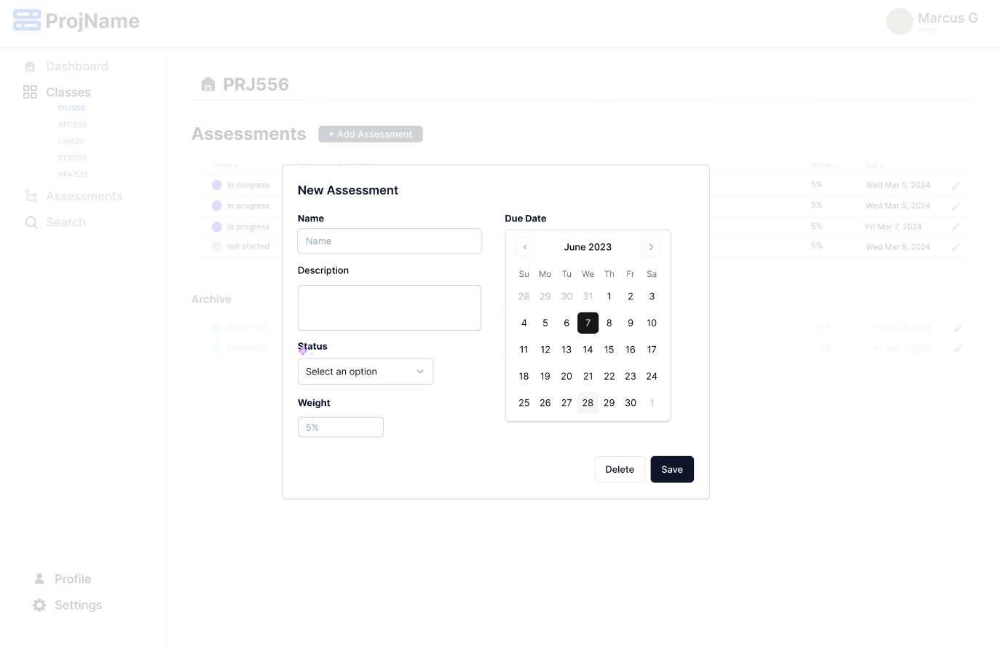 ProjName
Marcus G
Profile
Dashboard
Classes
PRJ556
APD535
CVI620
CCP555
NFA 532
Assessments
Search
PRJ556
Assessments
+ Add Assessment
Status
Weight
Due
in progress
5%
Wed Mar 5, 2024
in progress
5%
Wed Mar 5, 2024
in progress
5%
Fri Mar 7, 2024
not started
5%
Wed Mar 5, 2024
Archive
completed
5%
Fri Mar 7, 2024
completed
5%
Fri Mar 7, 2024
New Assessment
Name
Name
Description
Status
Select an option
Weight
5%
Due Date
June 2023
Su Mo Tu We Th Fr Sa
28 29 30 31 1 2 3
4 5 6 7 8 9 10
11 12 13 14 15 16 17
18 19 20 21 22 23 24
25 26 27 28 29 30 1
Delete
Save
Profile
Settings